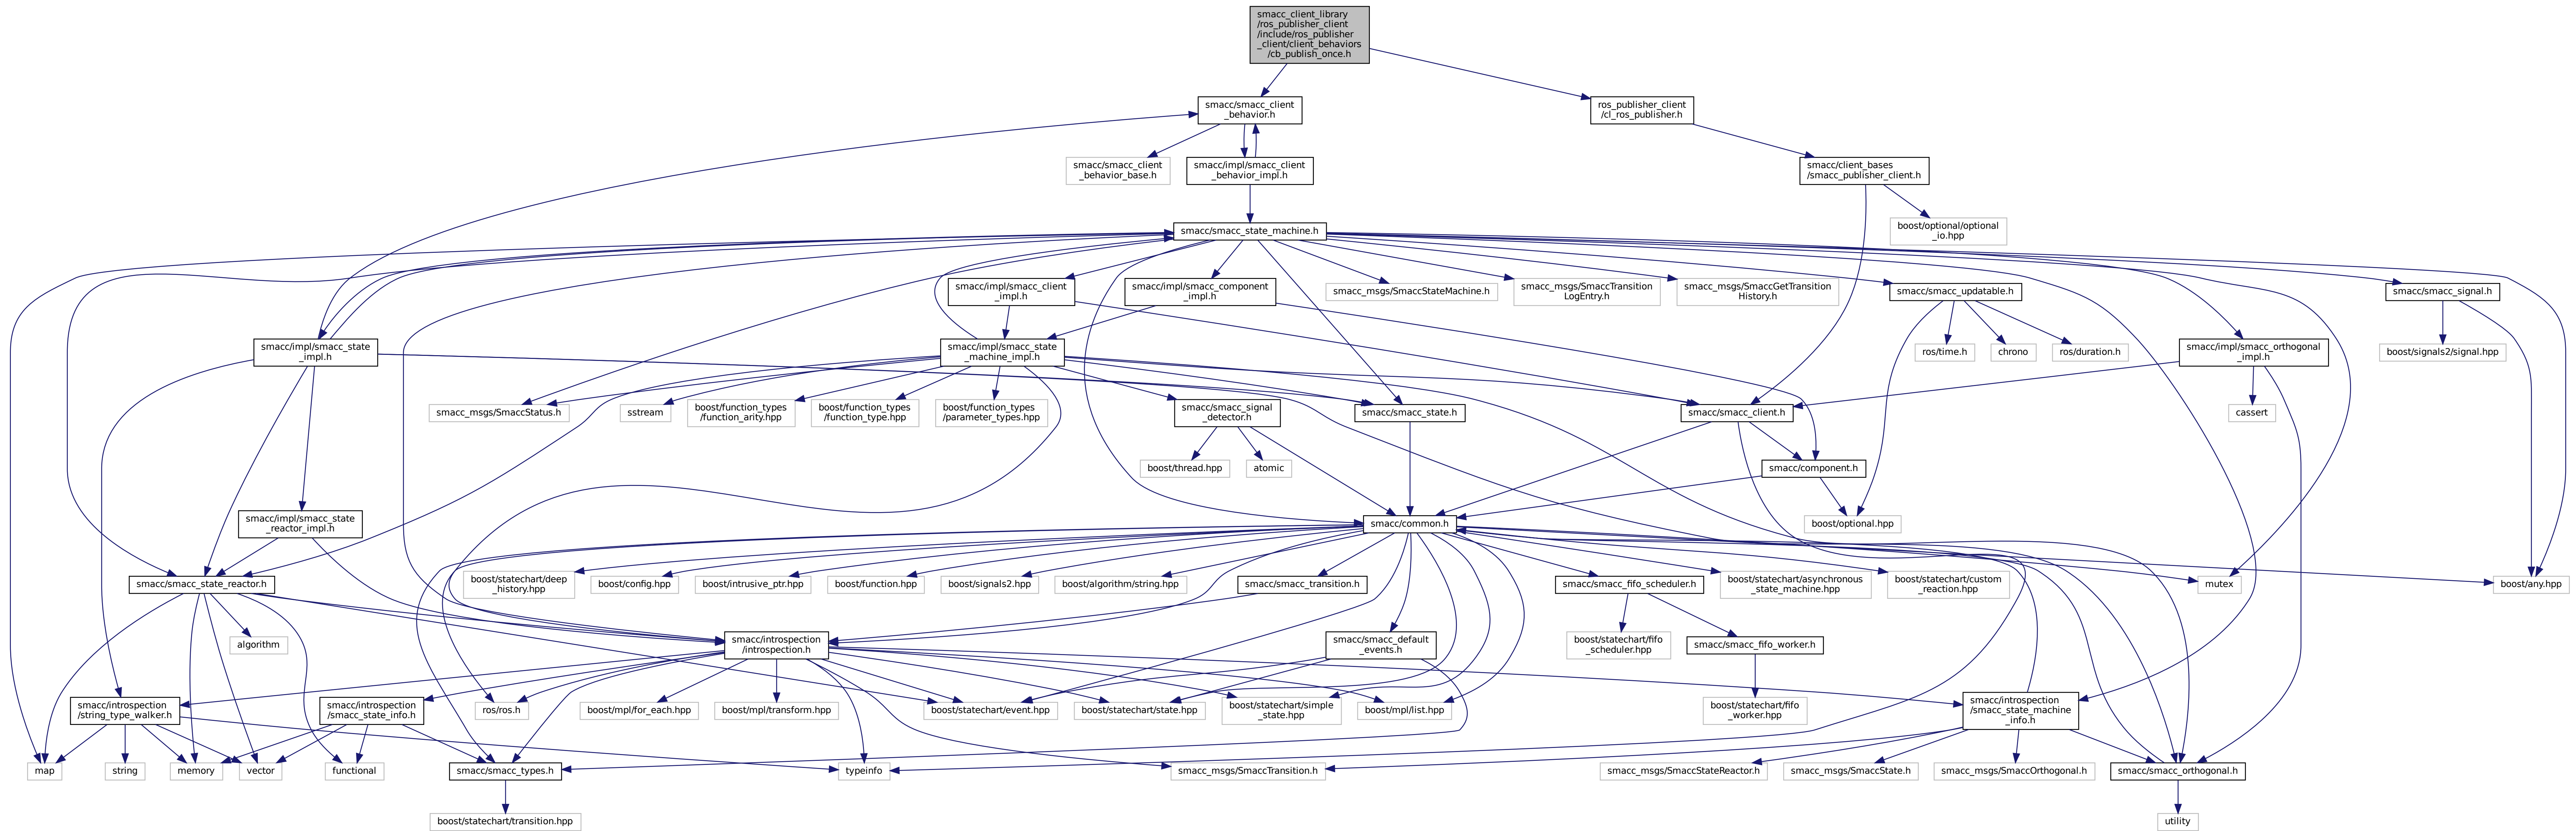 smacc_client_library
/ros_publisher_client
/include/ros_publisher
_client/client_behaviors
/cb_publish_once.h
smacc/smacc_client
_behavior.h
ros_publisher_client
/cl_ros_publisher.h
smacc/smacc_client
_behavior_base.h
smacc/impl/smacc_client
_behavior_impl.h
smacc/client_bases
/smacc_publisher_client.h
smacc/smacc_state_machine.h
boost/optional/optional
_io.hpp
smacc/impl/smacc_client
_impl.h
smacc/impl/smacc_component
_impl.h
smacc_msgs/SmaccStateMachine.h
smacc_msgs/SmaccTransition
LogEntry.h
smacc_msgs/SmaccGetTransition
History.h
smacc/smacc_updatable.h
smacc/smacc_signal.h
smacc/impl/smacc_state
_impl.h
smacc/impl/smacc_state
_machine_impl.h
ros/time.h
chrono
ros/duration.h
smacc/impl/smacc_orthogonal
_impl.h
boost/signals2/signal.hpp
smacc_msgs/SmaccStatus.h
sstream
boost/function_types
/function_arity.hpp
boost/function_types
/function_type.hpp
boost/function_types
/parameter_types.hpp
smacc/smacc_signal
_detector.h
smacc/smacc_state.h
smacc/smacc_client.h
cassert
boost/thread.hpp
atomic
smacc/component.h
smacc/impl/smacc_state
_reactor_impl.h
smacc/common.h
boost/optional.hpp
smacc/smacc_state_reactor.h
boost/statechart/deep
_history.hpp
boost/config.hpp
boost/intrusive_ptr.hpp
boost/function.hpp
boost/signals2.hpp
boost/algorithm/string.hpp
smacc/smacc_transition.h
smacc/smacc_fifo_scheduler.h
boost/statechart/asynchronous
_state_machine.hpp
boost/statechart/custom
_reaction.hpp
mutex
boost/any.hpp
algorithm
smacc/introspection
/introspection.h
smacc/smacc_default
_events.h
boost/statechart/fifo
_scheduler.hpp
smacc/smacc_fifo_worker.h
smacc/introspection
/string_type_walker.h
smacc/introspection
/smacc_state_info.h
ros/ros.h
boost/mpl/for_each.hpp
boost/mpl/transform.hpp
boost/statechart/event.hpp
boost/statechart/state.hpp
boost/statechart/simple
_state.hpp
boost/mpl/list.hpp
boost/statechart/fifo
_worker.hpp
smacc/introspection
/smacc_state_machine
_info.h
map
string
memory
vector
functional
smacc/smacc_types.h
typeinfo
smacc_msgs/SmaccTransition.h
smacc_msgs/SmaccStateReactor.h
smacc_msgs/SmaccState.h
smacc_msgs/SmaccOrthogonal.h
smacc/smacc_orthogonal.h
boost/statechart/transition.hpp
utility